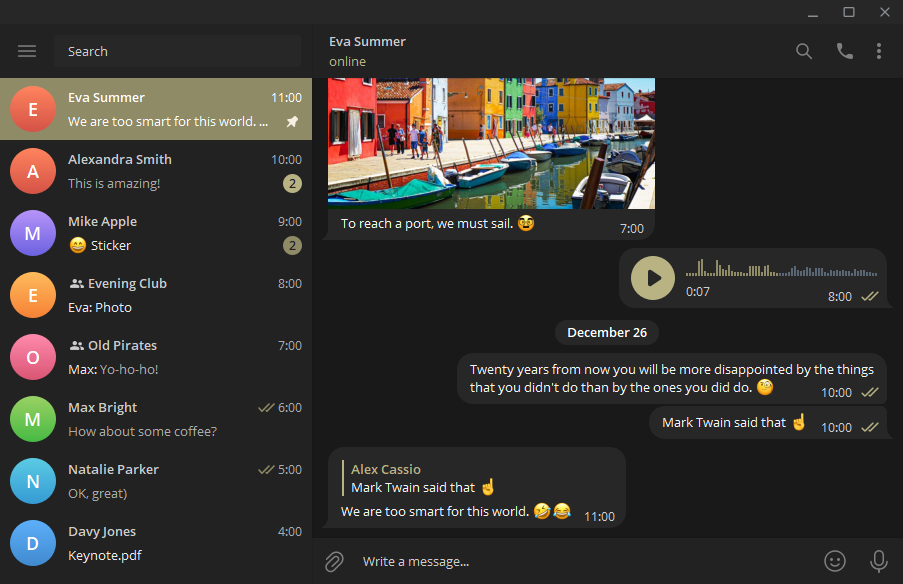 Search
E
Eva Summer 11:00
We are too smart for this world. ...
A
Alexandra Smith 10:00
This is amazing! 2
M
Mike Apple 9:00
😄 Sticker 2
E
Evening Club 8:00
Eva: Photo
O
Old Pirates 7:00
Max: Yo-ho-ho!
M
Max Bright 6:00
How about some coffee?
N
Natalie Parker 5:00
OK, great)
D
Davy Jones 4:00
Keynote.pdf
Eva Summer
online
To reach a port, we must sail. 🥸
7:00
0:07
8:00
December 26
Twenty years from now you will be more disappointed by the things
that you didn't do than by the ones you did do. 🧐 10:00
Mark Twain said that ☝️ 10:00
Alex Cassio
Mark Twain said that ☝️
We are too smart for this world. 🤣😂 11:00
Write a message...